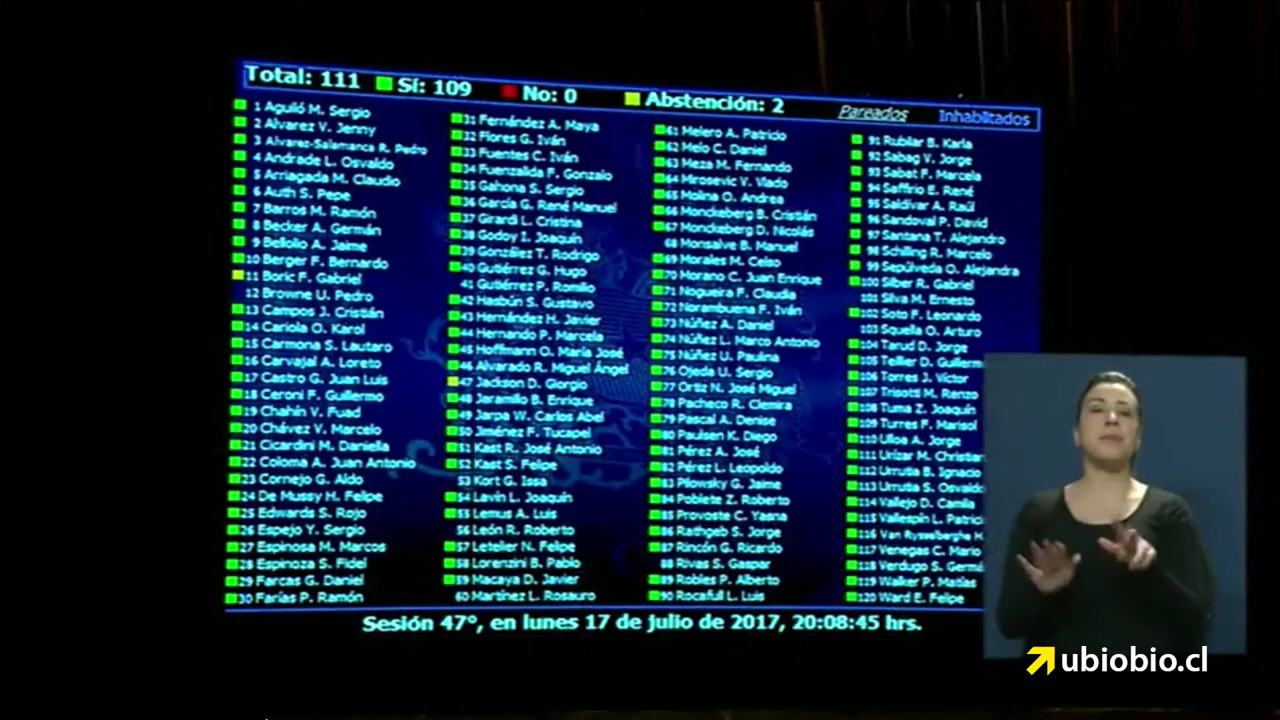 Total: 111 Sí: 109 No: 0 Abstención: 2 Pareados Inhabilitados
1 Aguiló M. Sergio
2 Alvarez V. Jenny
3 Alvarez-Salamanca R. Pedro
4 Andrade L. Osvaldo
5 Arriagada M. Claudio
6 Auth S. Pepe
7 Barros M. Ramón
8 Becker A. Germán
9 Bellolio A. Jaime
10 Berger F. Bernardo
11 Boric F. Gabriel
12 Browne U. Pedro
13 Campos J. Cristián
14 Cariola O. Karol
15 Carmona S. Lautaro
16 Carvajal A. Loreto
17 Castro G. Juan Luis
18 Ceroni F. Guillermo
19 Chahín V. Fuad
20 Chávez V. Marcelo
21 Cicardini M. Daniella
22 Coloma A. Juan Antonio
23 Cornejo G. Aldo
24 De Mussy H. Felipe
25 Edwards S. Rojo
26 Espejo Y. Sergio
27 Espinosa M. Marcos
28 Espinoza S. Fidel
29 Farcas G. Daniel
30 Farías P. Ramón
31 Fernández A. Maya
32 Flores G. Iván
33 Fuentes C. Iván
34 Fuenzalida F. Gonzalo
35 Gahona S. Sergio
36 García G. René Manuel
37 Girardi L. Cristina
38 Godoy I. Joaquín
39 González T. Rodrigo
40 Gutiérrez G. Hugo
41 Gutiérrez P. Romilio
42 Hasbún S. Gustavo
43 Hernández H. Javier
44 Hernando P. Marcela
45 Hoffmann O. María José
46 Alvarado R. Miguel Ángel
47 Jackson D. Giorgio
48 Jaramillo B. Enrique
49 Jarpa W. Carlos Abel
50 Jiménez F. Tucapel
51 Kast R. José Antonio
52 Kast S. Felipe
53 Kort G. Issa
54 Lavín L. Joaquín
55 Lemus A. Luis
56 León R. Roberto
57 Letelier N. Felipe
58 Lorenzini B. Pablo
59 Macaya D. Javier
60 Martínez L. Rosauro
61 Melero A. Patricio
62 Melo C. Daniel
63 Meza M. Fernando
64 Mirosevic V. Vlado
65 Molina O. Andrea
66 Monckeberg B. Cristián
67 Monckeberg D. Nicolás
68 Monsalve B. Manuel
69 Morales M. Celso
70 Morano C. Juan Enrique
71 Nogueira F. Claudia
72 Norambuena F. Iván
73 Núñez A. Daniel
74 Núñez L. Marco Antonio
75 Núñez U. Paulina
76 Ojeda U. Sergio
77 Ortiz N. José Miguel
78 Pacheco R. Clemira
79 Pascal A. Denise
80 Paulsen K. Diego
81 Pérez A. José
82 Pérez L. Leopoldo
83 Pilowsky G. Jaime
84 Poblete Z. Roberto
85 Provoste C. Yasna
86 Rathgeb S. Jorge
87 Rincón G. Ricardo
88 Rivas S. Gaspar
89 Robles P. Alberto
90 Rocafull L. Luis
91 Rubilar B. Karla
92 Sabag V. Jorge
93 Sabat F. Marcela
94 Saffirio E. René
95 Saldívar A. Raúl
96 Sandoval P. David
97 Santana T. Alejandro
98 Schilling R. Marcelo
99 Sepúlveda O. Alejandra
100 Silber R. Gabriel
101 Silva M. Ernesto
102 Soto F. Leonardo
103 Squella O. Arturo
104 Tarud D. Jorge
105 Teillier D. Guillerm
106 Torres J. Víctor
107 Trisotti M. Renzo
108 Tuma Z. Joaquín
109 Turres F. Marisol
110 Ulloa A. Jorge
111 Urízar M. Christian
112 Urrutia B. Ignacio
113 Urrutia S. Osvaldo
114 Vallejo D. Camila
115 Vallespín L. Patrici
116 Van Rysselberghe H
117 Venegas C. Mario
118 Verdugo S. Germá
119 Walker P. Matías
120 Ward E. Felipe
Sesión 47°, en lunes 17 de julio de 2017, 20:08:45 hrs.
ubiobio.cl